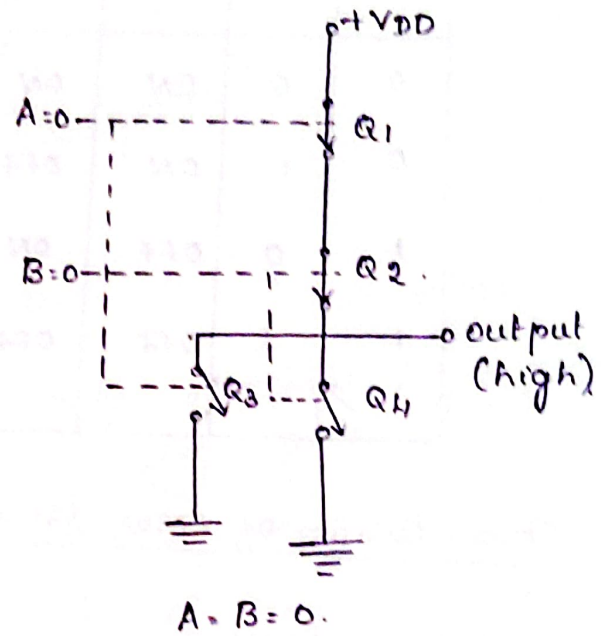 +VDD
A=0
Q1
B=0
Q2.
output
(high)
Q3
Q4
A = B = 0.